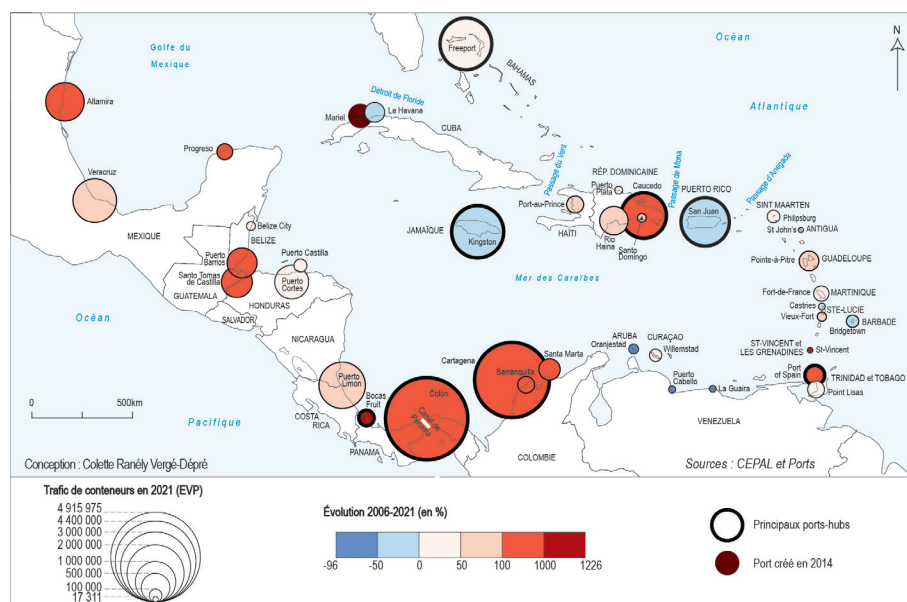 Golfe du
Mexique
Océan
N
Freeport
BAHAMAS
Altamira
Détroit de Floride
Mariel
La Havana
Atlantique
CUBA
Progreso
Passage du Vent
Passage de Mona
Passage d'Anegada
RÉP. DOMINICAINE
Puerto
Plata
Caucedo
PUERTO RICO
Veracruz
Port-au-Prince
San Juan
SINT MAARTEN
Philipsburg
St John's
ANTIGUA
Belize City
BELIZE
MEXIQUE
JAMAÏQUE
Kingston
HAÏTI
Rio
Haina
Santo
Domingo
Puerto
Barrios
Puerto Castilla
Pointe-à-Pitre
GUADELOUPE
Santo Tomas
de Castilla
Puerto
Cortes
Mer des Caraïbes
GUATEMALA
HONDURAS
Fort-de-France
MARTINIQUE
Castries
STE-LUCIE
Vieux-Fort
BARBADE
Bridgetown
Océan
SALVADOR
NICARAGUA
ARUBA
Oranjestad
CURAÇAO
Willemstad
ST-VINCENT et
LES GRENADINES
St-Vincent
Cartagena
Santa Marta
Barranquilla
Puerto
Limon
Bocas
Fruit
Colón
Canal de
Panama
Puerto
Cabello
La Guaira
Port
of Spain
TRINIDAD et TOBAGO
Point Lisas
0 500km
COSTA
RICA
Pacifique
PANAMA
COLOMBIE
VENEZUELA
Conception : Colette Ranély Vergé-Dépré
Sources : CEPAL et Ports
Trafic de conteneurs en 2021 (EVP)
4 915 975
4 400 000
3 000 000
2 000 000
1 000 000
500 000
100 000
17 311
Évolution 2006-2021 (en %)
-96 -50 0 50 100 1000 1226
Principaux ports-hubs
Port créé en 2014